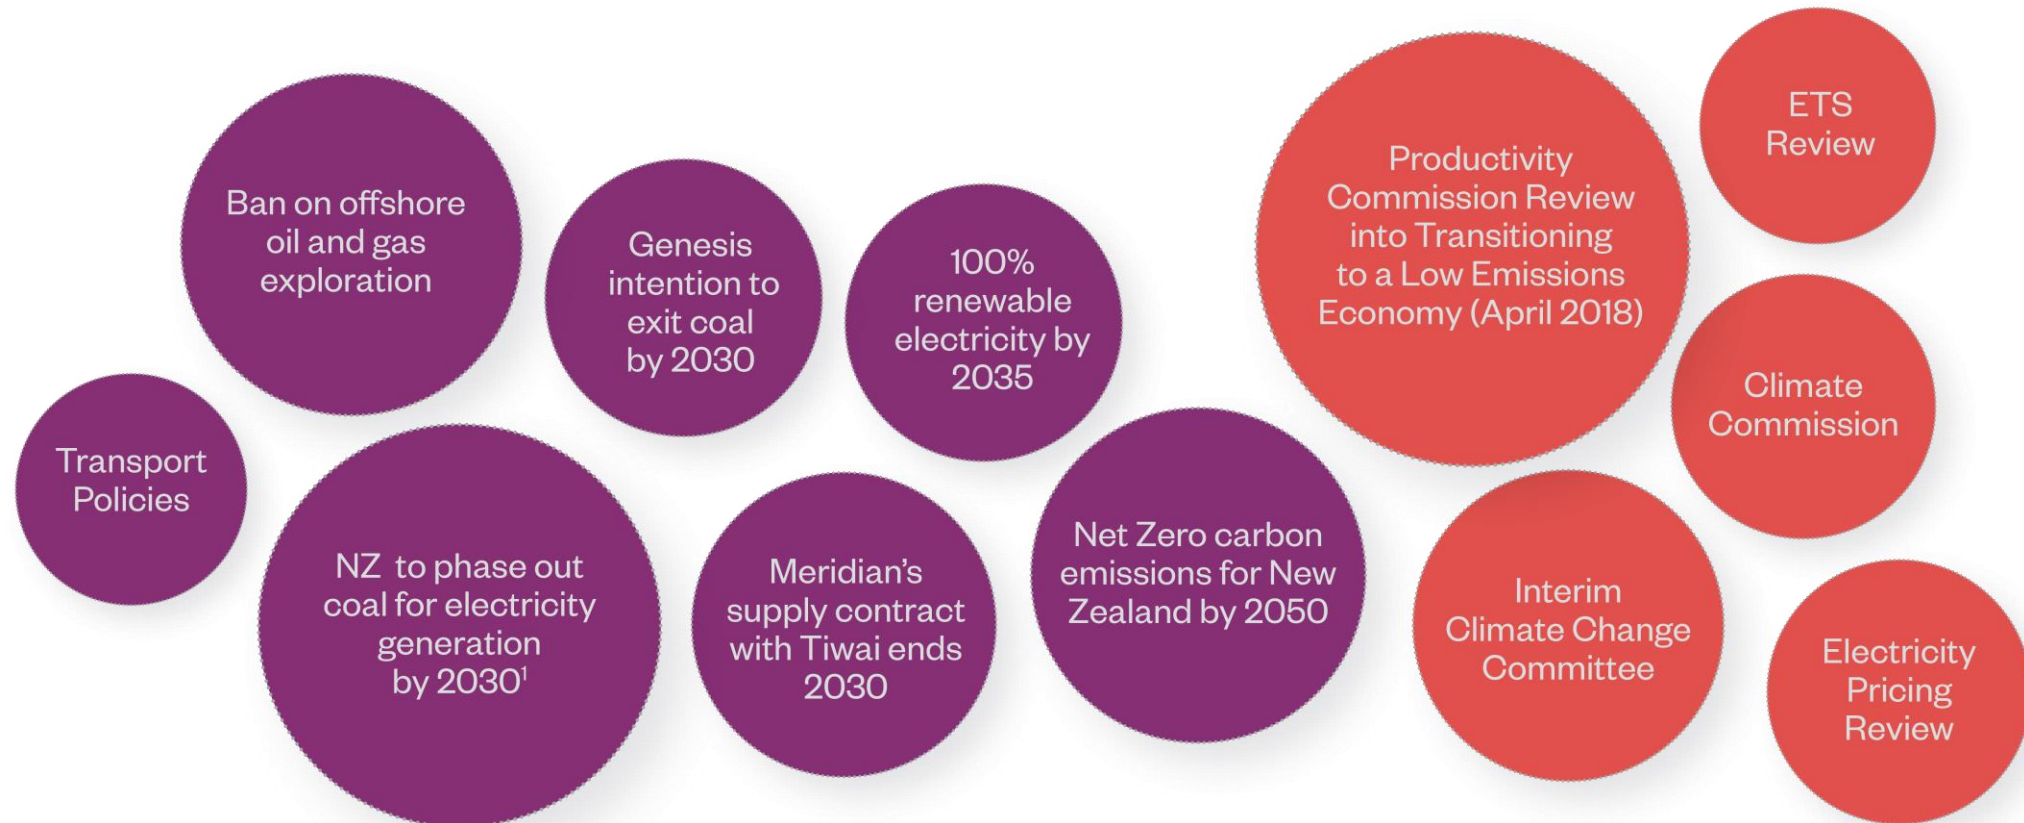 Ban on offshore
oil and gas
exploration
Genesis
intention to
exit coal
by 2030
100%
renewable
electricity by
2035
Productivity
Commission Review
into Transitioning
to a Low Emissions
Economy (April 2018)
ETS
Review
Transport
Policies
NZ  to phase out
coal for electricity
generation
by 2030¹
Meridian’s
supply contract
with Tiwai ends
2030
Net Zero carbon
emissions for New
Zealand by 2050
Climate
Commission
Interim
Climate Change
Committee
Electricity
Pricing
Review